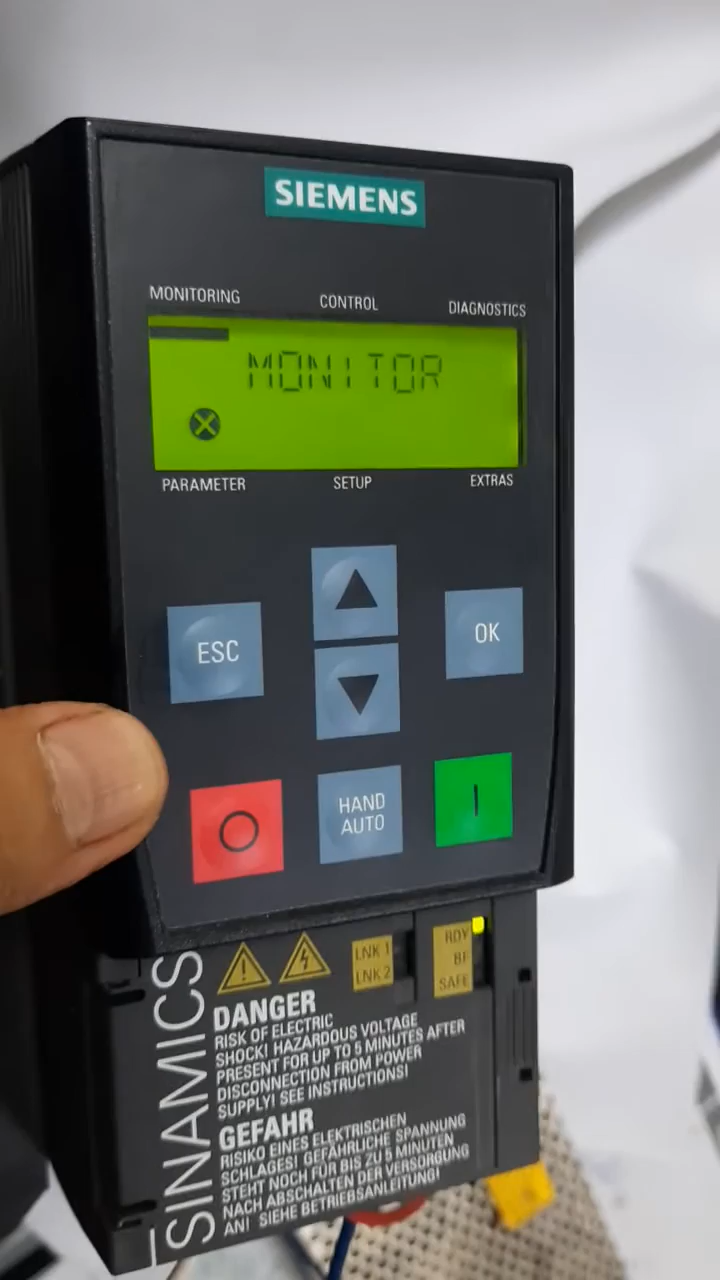 SIEMENS
MONITORING CONTROL DIAGNOSTICS
MONITOR
PARAMETER SETUP EXTRAS
ESC
OK
HAND
AUTO
LNK 1
LNK 2
RDY
BF
SAFE
SINAMICS
DANGER
RISK OF ELECTRIC
SHOCK! HAZARDOUS VOLTAGE
PRESENT FOR UP TO 5 MINUTES AFTER
DISCONNECTION FROM POWER
SUPPLY! SEE INSTRUCTIONS!
GEFAHR
RISIKO EINES ELEKTRISCHEN
SCHLAGES! GEFÄHRLICHE SPANNUNG
STEHT NOCH FÜR BIS ZU 5 MINUTEN
NACH ABSCHALTEN DER VERSORGUNG
AN! SIEHE BETRIEBSANLEITUNG!